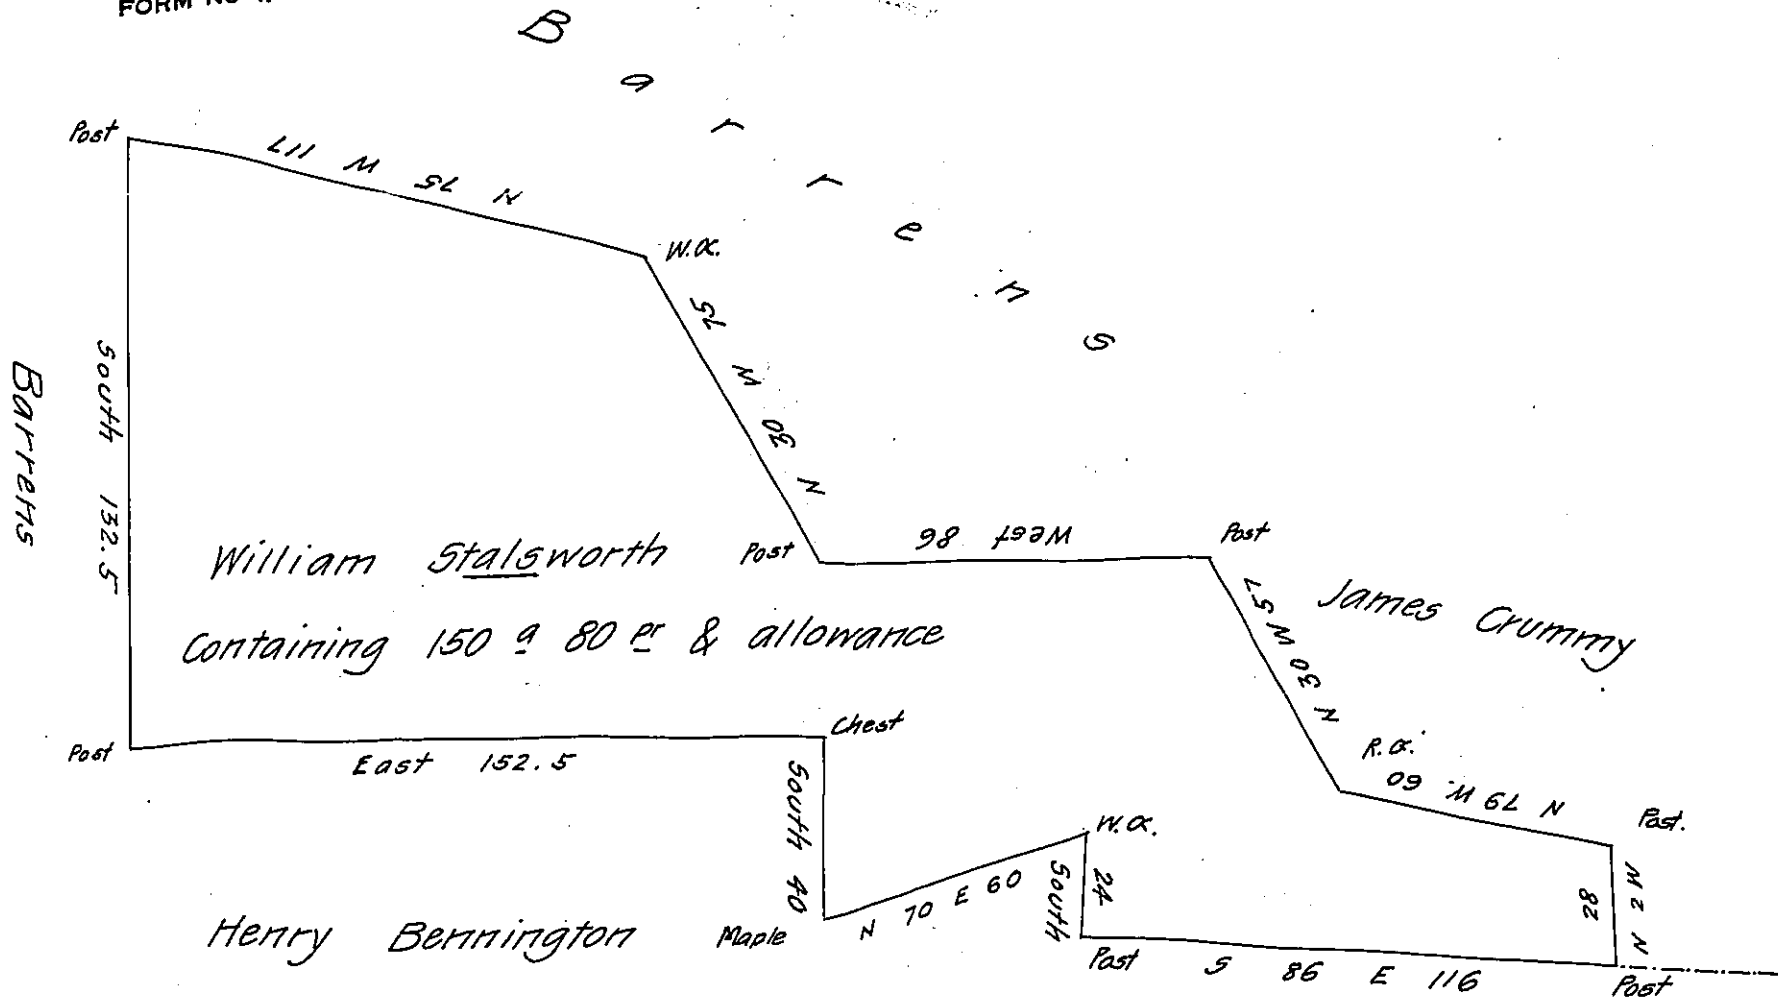 FORM NO
Barrens
Post
N 75 W 117
W.O.
N 30 W 75
South 132.5
Barrens
William Stalsworth
Containing 150 a 80 pr & allowance
Post
West 86
Post
James Crummy
N 30 W 57
R.O.
N 79 W. 60
Post.
N 2 W 28
Post
East 152.5
Chest
South 40
Maple
N 70 E 60
W.O.
South 24
Post
S 86 E 116
Post
Henry Bennington